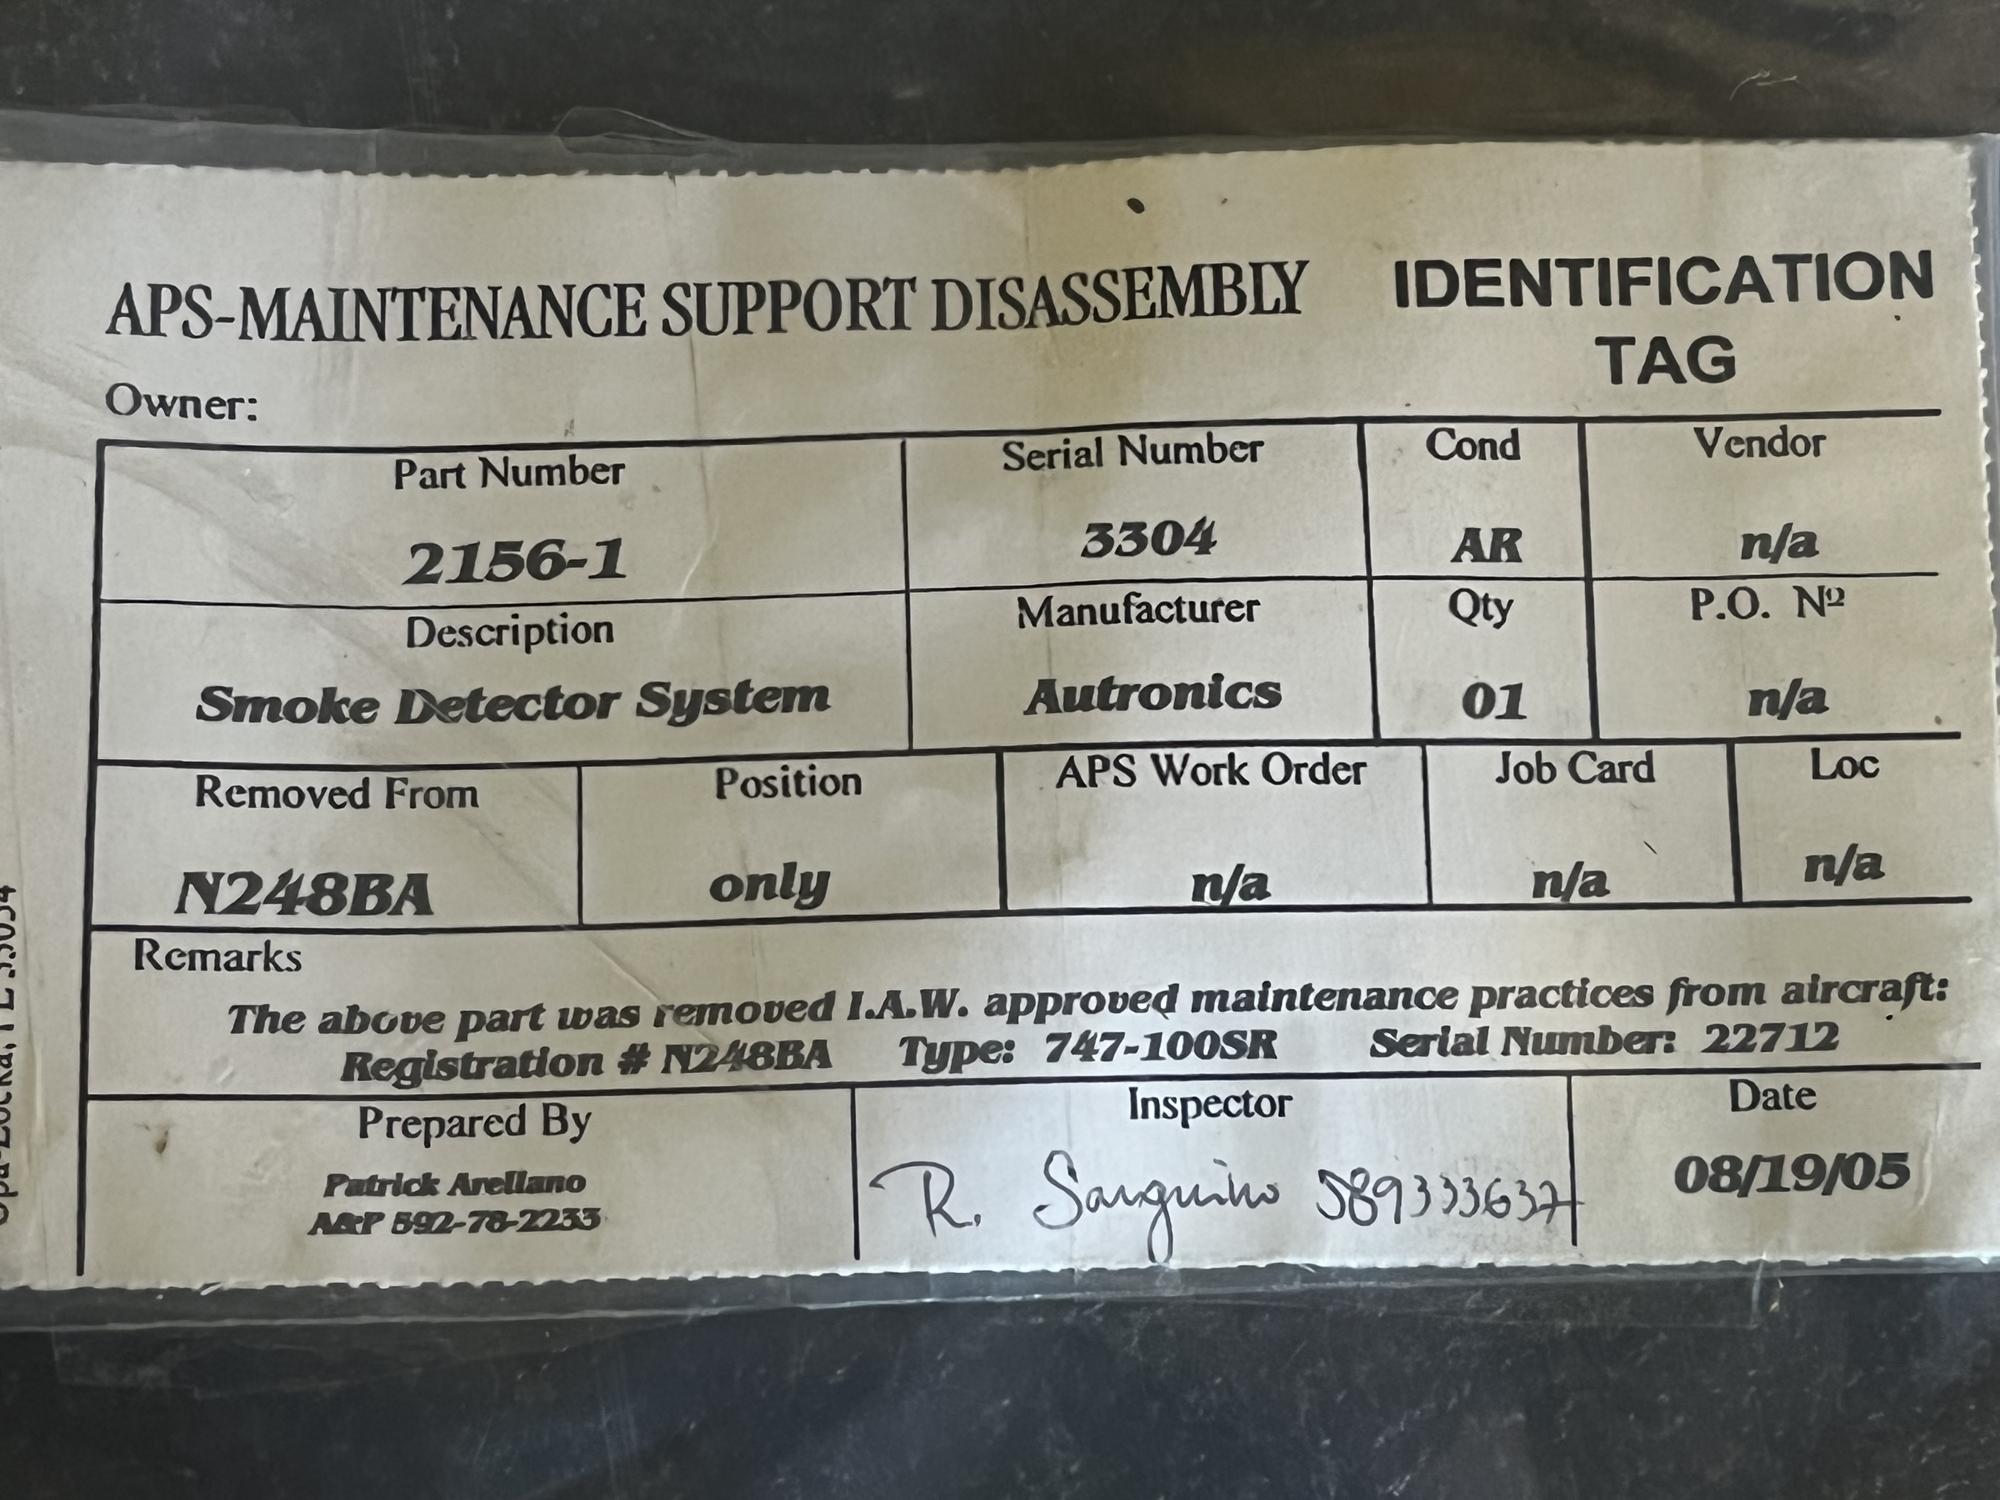 APS-MAINTENANCE SUPPORT DISASSEMBLY IDENTIFICATION
TAG
Owner:
Part Number Serial Number Cond Vendor
2156-1 3304 AR n/a
Description Manufacturer Qty P.O. Nº
Smoke Detector System Autronics 01 n/a
Removed From Position APS Work Order Job Card Loc
N248BA only n/a n/a n/a
Remarks
The above part was removed I.A.W. approved maintenance practices from aircraft:
Registration # N248BA Type: 747-100SR Serial Number: 22712
Prepared By Inspector Date
Patrick Arellano R. 08/19/05
A&P 592-78-2233 589333637